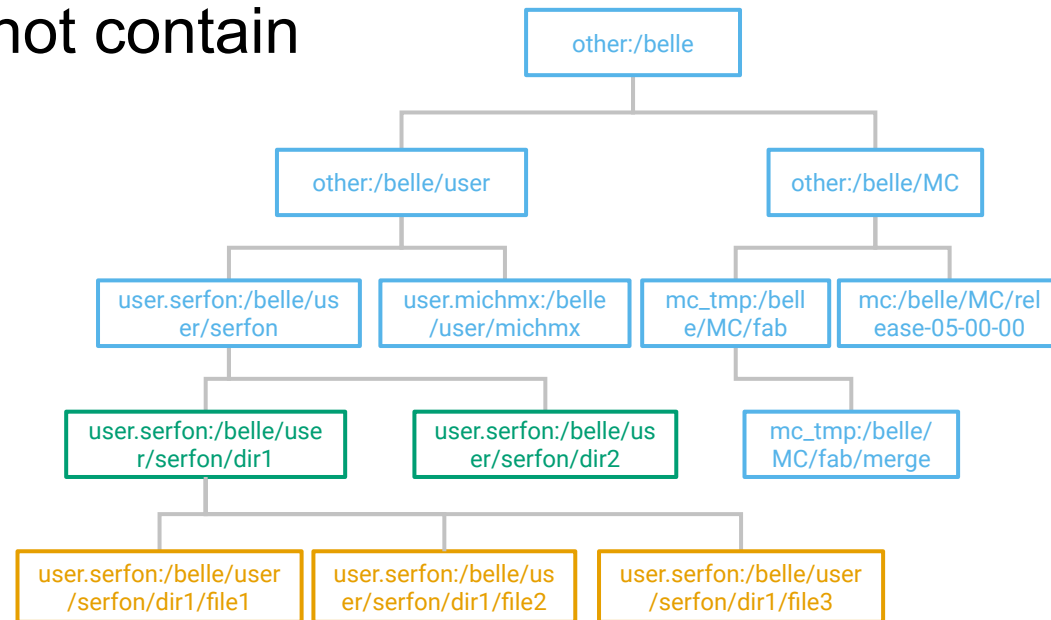 not contain
other:/belle
other:/belle/user
other:/belle/MC
user.serfon:/belle/us
er/serfon
user.michmx:/belle
/user/michmx
mc_tmp:/bell
e/MC/fab
mc:/belle/MC/rel
ease-05-00-00
user.serfon:/belle/use
r/serfon/dir1
user.serfon:/belle/us
er/serfon/dir2
mc_tmp:/belle/
MC/fab/merge
user.serfon:/belle/user
/serfon/dir1/file1
user.serfon:/belle/us
er/serfon/dir1/file2
user.serfon:/belle/user
/serfon/dir1/file3